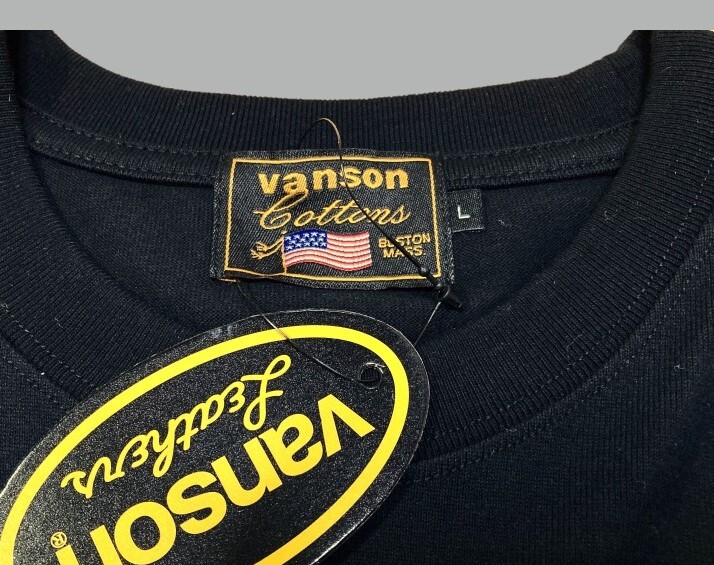 vanson
Cottons
BOSTON
MASS.
L
vanson
Leathers
®